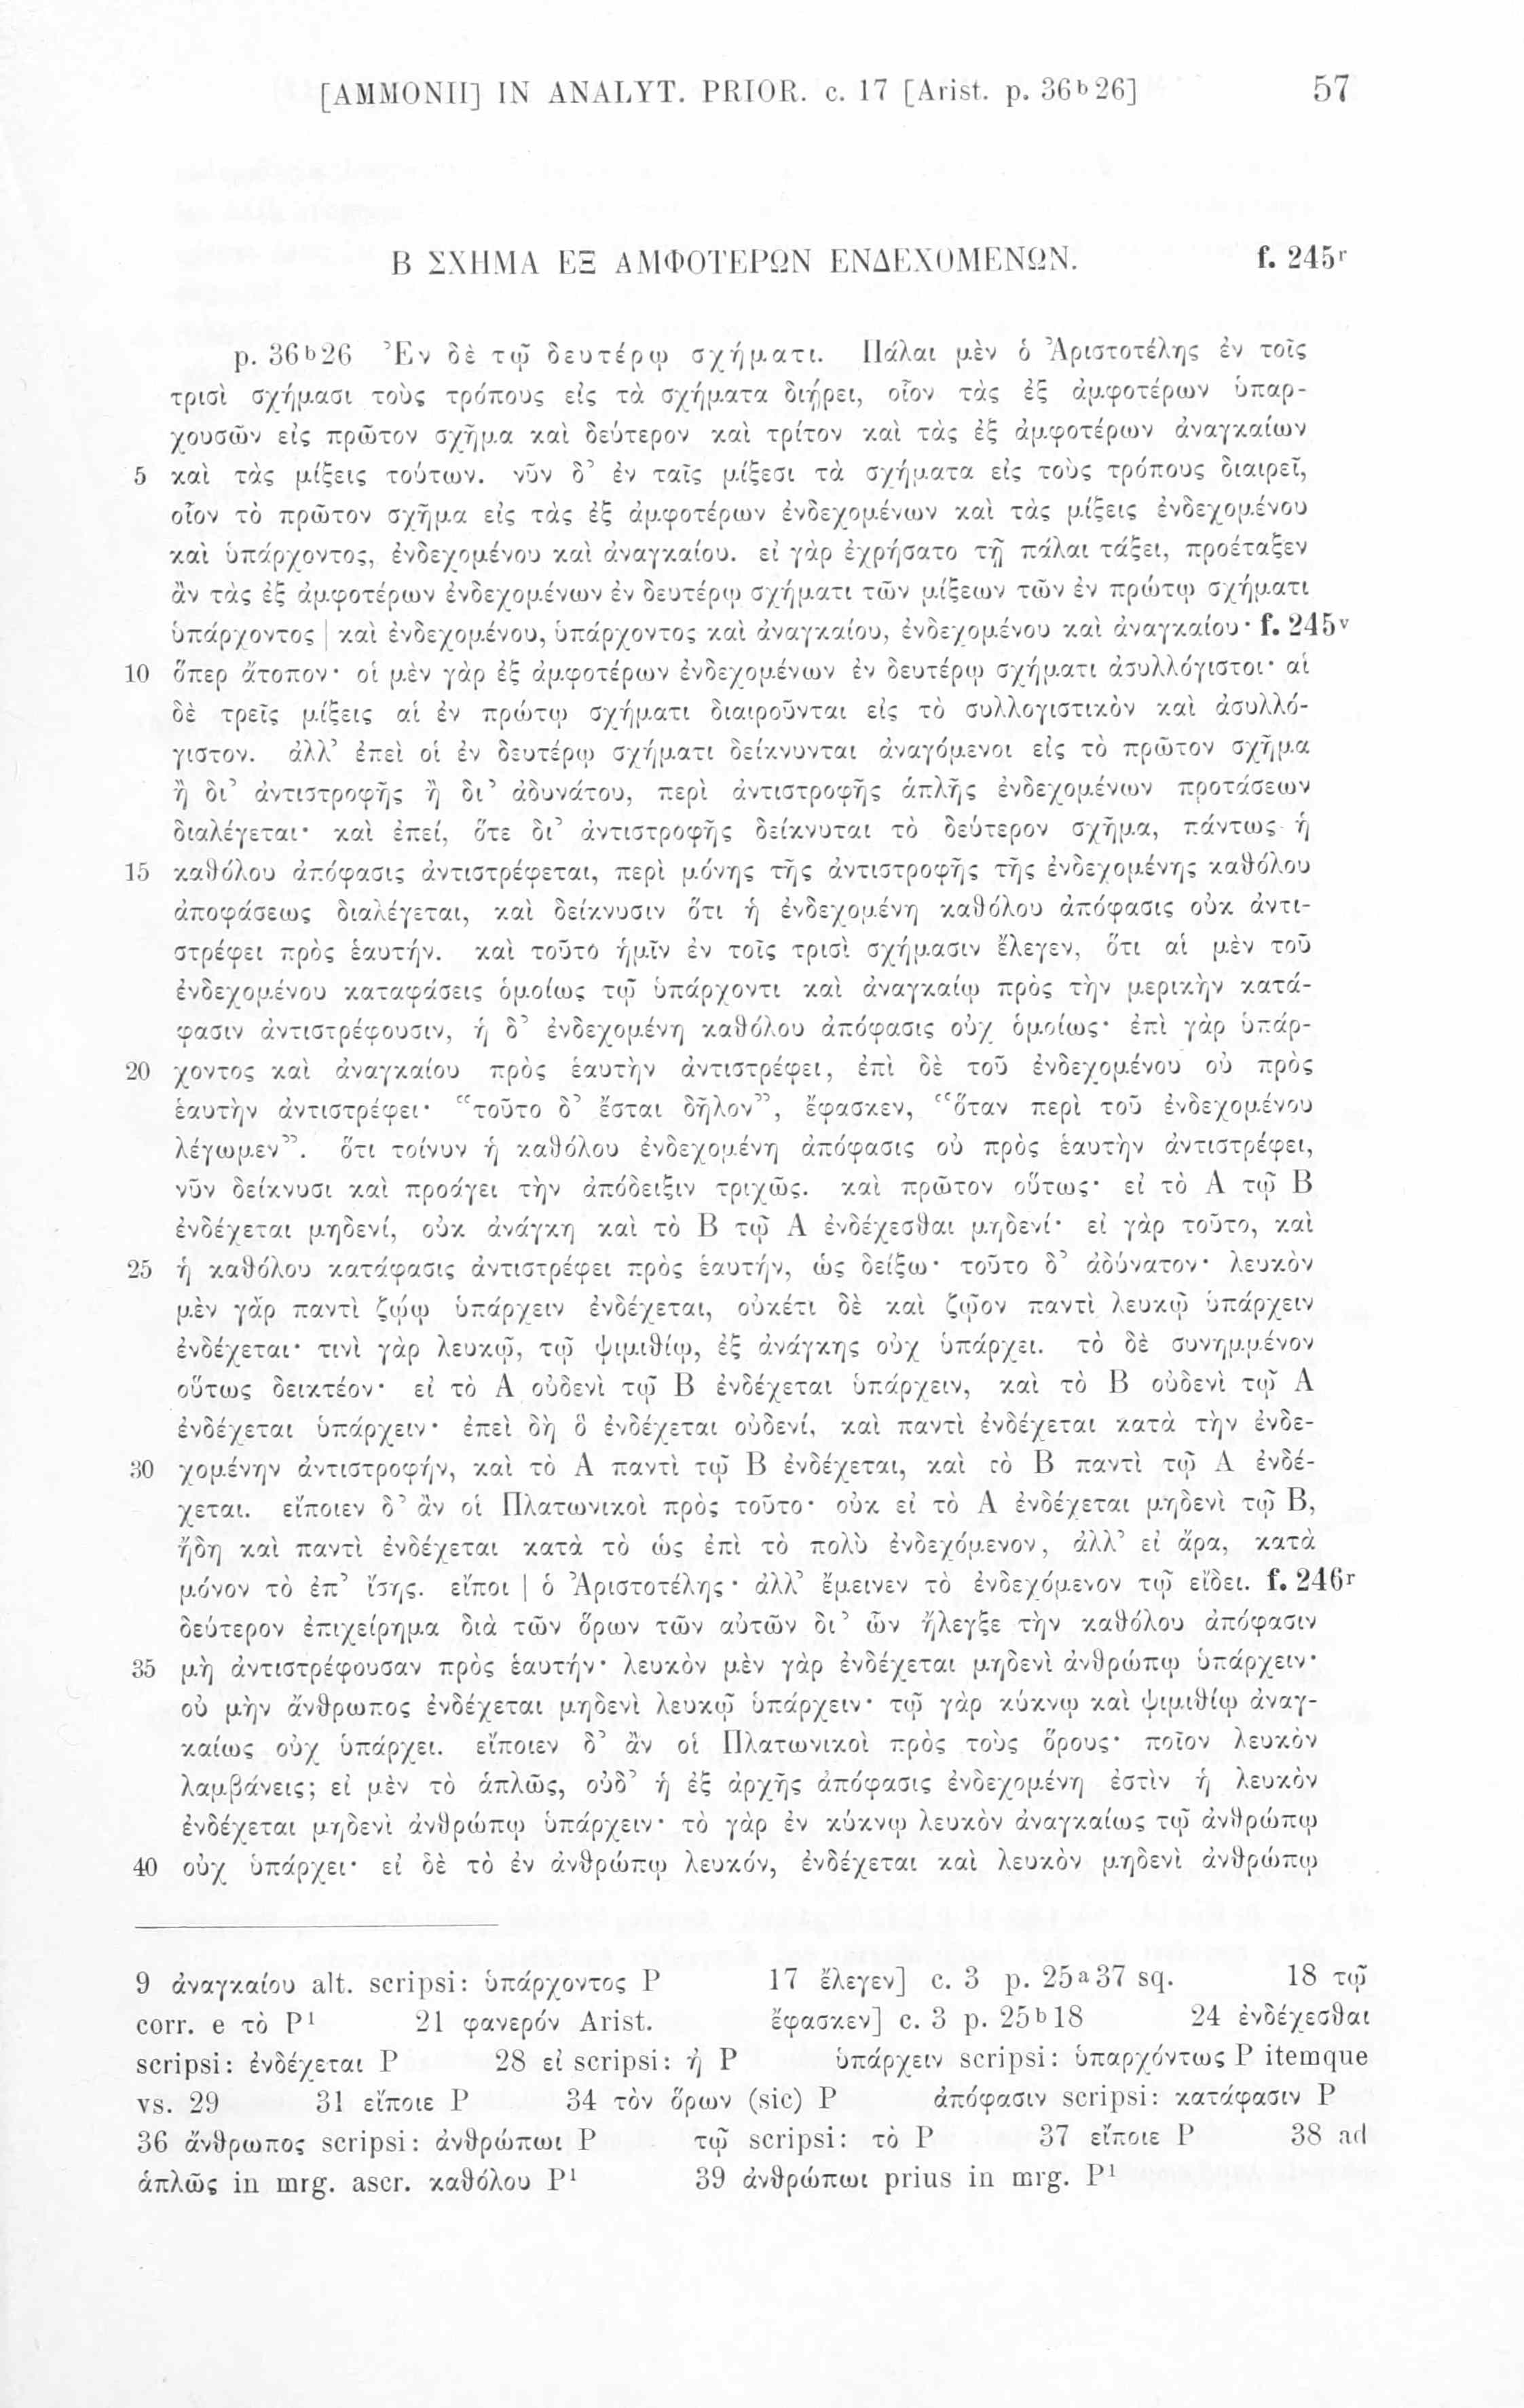 [AMMONII] IN ANALYT. PRIOR. c. 17 [Arist. p. 36b26] 57
Β ΣΧΗΜΑ ΕΞ ΑΜΦΟΤΕΡΩΝ ΕΝΔΕΧΟΜΕΝΩΝ. f. 245r
p. 36b26 Ἐν δὲ τῷ δευτέρῳ σχήματι. Πάλαι μὲν ὁ Ἀριστοτέλης ἐν τοῖς
τρισὶ σχήμασι τοὺς τρόπους εἰς τὰ σχήματα διῄρει, οἷον τὰς ἐξ ἀμφοτέρων ὑπαρ-
χουσῶν εἰς πρῶτον σχῆμα καὶ δεύτερον καὶ τρίτον καὶ τὰς ἐξ ἀμφοτέρων ἀναγκαίων
5 καὶ τὰς μίξεις τούτων. νῦν δ’ ἐν ταῖς μίξεσι τὰ σχήματα εἰς τοὺς τρόπους διαιρεῖ,
οἷον τὸ πρῶτον σχῆμα εἰς τὰς ἐξ ἀμφοτέρων ἐνδεχομένων καὶ τὰς μίξεις ἐνδεχομένου
καὶ ὑπάρχοντος, ἐνδεχομένου καὶ ἀναγκαίου. εἰ γὰρ ἐχρήσατο τῇ πάλαι τάξει, προέταξεν
ἂν τὰς ἐξ ἀμφοτέρων ἐνδεχομένων ἐν δευτέρῳ σχήματι τῶν μίξεων τῶν ἐν πρώτῳ σχήματι
ὑπάρχοντος | καὶ ἐνδεχομένου, ὑπάρχοντος καὶ ἀναγκαίου, ἐνδεχομένου καὶ ἀναγκαίου· f. 245v
10 ὅπερ ἄτοπον· οἱ μὲν γὰρ ἐξ ἀμφοτέρων ἐνδεχομένων ἐν δευτέρῳ σχήματι ἀσυλλόγιστοι· αἱ
δὲ τρεῖς μίξεις αἱ ἐν πρώτῳ σχήματι διαιροῦνται εἰς τὸ συλλογιστικὸν καὶ ἀσυλλό-
γιστον. ἀλλ’ ἐπεὶ οἱ ἐν δευτέρῳ σχήματι δείκνυνται ἀναγόμενοι εἰς τὸ πρῶτον σχῆμα
ἢ δι’ ἀντιστροφῆς ἢ δι’ ἀδυνάτου, περὶ ἀντιστροφῆς ἁπλῆς ἐνδεχομένων προτάσεων
διαλέγεται· καὶ ἐπεί, ὅτε δι’ ἀντιστροφῆς δείκνυται τὸ δεύτερον σχῆμα, πάντως ἡ
15 καθόλου ἀπόφασις ἀντιστρέφεται, περὶ μόνης τῆς ἀντιστροφῆς τῆς ἐνδεχομένης καθόλου
ἀποφάσεως διαλέγεται, καὶ δείκνυσιν ὅτι ἡ ἐνδεχομένη καθόλου ἀπόφασις οὐκ ἀντι-
στρέφει πρὸς ἑαυτήν. καὶ τοῦτο ἡμῖν ἐν τοῖς τρισὶ σχήμασιν ἔλεγεν, ὅτι αἱ μὲν τοῦ
ἐνδεχομένου καταφάσεις ὁμοίως τῷ ὑπάρχοντι καὶ ἀναγκαίῳ πρὸς τὴν μερικὴν κατά-
φασιν ἀντιστρέφουσιν, ἡ δ’ ἐνδεχομένη καθόλου ἀπόφασις οὐχ ὁμοίως· ἐπὶ γὰρ ὑπάρ-
20 χοντος καὶ ἀναγκαίου πρὸς ἑαυτὴν ἀντιστρέφει, ἐπὶ δὲ τοῦ ἐνδεχομένου οὐ πρὸς
ἑαυτὴν ἀντιστρέφει· “τοῦτο δ’ ἔσται δῆλον”, ἔφασκεν, “ὅταν περὶ τοῦ ἐνδεχομένου
λέγωμεν”. ὅτι τοίνυν ἡ καθόλου ἐνδεχομένη ἀπόφασις οὐ πρὸς ἑαυτὴν ἀντιστρέφει,
νῦν δείκνυσι καὶ προάγει τὴν ἀπόδειξιν τριχῶς. καὶ πρῶτον οὕτως· εἰ τὸ Α τῷ Β
ἐνδέχεται μηδενί, οὐκ ἀνάγκη καὶ τὸ Β τῷ Α ἐνδέχεσθαι μηδενί· εἰ γὰρ τοῦτο, καὶ
25 ἡ καθόλου κατάφασις ἀντιστρέφει πρὸς ἑαυτήν, ὡς δείξω· τοῦτο δ’ ἀδύνατον· λευκὸν
μὲν γὰρ παντὶ ζῴῳ ὑπάρχειν ἐνδέχεται, οὐκέτι δὲ καὶ ζῷον παντὶ λευκῷ ὑπάρχειν
ἐνδέχεται· τινὶ γὰρ λευκῷ, τῷ ψιμιθίῳ, ἐξ ἀνάγκης οὐχ ὑπάρχει. τὸ δὲ συνημμένον
οὕτως δεικτέον· εἰ τὸ Α οὐδενὶ τῷ Β ἐνδέχεται ὑπάρχειν, καὶ τὸ Β οὐδενὶ τῷ Α
ἐνδέχεται ὑπάρχειν· ἐπεὶ δὴ ὃ ἐνδέχεται οὐδενί, καὶ παντὶ ἐνδέχεται κατὰ τὴν ἐνδε-
30 χομένην ἀντιστροφήν, καὶ τὸ Α παντὶ τῷ Β ἐνδέχεται, καὶ τὸ Β παντὶ τῷ Α ἐνδέ-
χεται. εἴποιεν δ’ ἂν οἱ Πλατωνικοὶ πρὸς τοῦτο· οὐκ εἰ τὸ Α ἐνδέχεται μηδενὶ τῷ Β,
ἤδη καὶ παντὶ ἐνδέχεται κατὰ τὸ ὡς ἐπὶ τὸ πολὺ ἐνδεχόμενον, ἀλλ’ εἰ ἄρα, κατὰ
μόνον τὸ ἐπ’ ἴσης. εἴποι | ὁ Ἀριστοτέλης· ἀλλ’ ἔμεινεν τὸ ἐνδεχόμενον τῷ εἴδει. f. 246r
δεύτερον ἐπιχείρημα διὰ τῶν ὅρων τῶν αὐτῶν δι’ ὧν ἤλεγξε τὴν καθόλου ἀπόφασιν
35 μὴ ἀντιστρέφουσαν πρὸς ἑαυτήν· λευκὸν μὲν γὰρ ἐνδέχεται μηδενὶ ἀνθρώπῳ ὑπάρχειν·
οὐ μὴν ἄνθρωπος ἐνδέχεται μηδενὶ λευκῷ ὑπάρχειν· τῷ γὰρ κύκνῳ καὶ ψιμιθίῳ ἀναγ-
καίως οὐχ ὑπάρχει. εἴποιεν δ’ ἂν οἱ Πλατωνικοὶ πρὸς τοὺς ὅρους· ποῖον λευκὸν
λαμβάνεις; εἰ μὲν τὸ ἁπλῶς, οὐδ’ ἡ ἐξ ἀρχῆς ἀπόφασις ἐνδεχομένη ἐστὶν ἡ λευκὸν
ἐνδέχεται μηδενὶ ἀνθρώπῳ ὑπάρχειν· τὸ γὰρ ἐν κύκνῳ λευκὸν ἀναγκαίως τῷ ἀνθρώπῳ
40 οὐχ ὑπάρχει· εἰ δὲ τὸ ἐν ἀνθρώπῳ λευκόν, ἐνδέχεται καὶ λευκὸν μηδενὶ ἀνθρώπῳ
9 ἀναγκαίου alt. scripsi: ὑπάρχοντος P 17 ἔλεγεν] c. 3 p. 25a37 sq. 18 τῷ
corr. e τὸ P1 21 φανερόν Arist. ἔφασκεν] c. 3 p. 25b18 24 ἐνδέχεσθαι
scripsi: ἐνδέχεται P 28 εἰ scripsi: ἡ P ὑπάρχειν scripsi: ὑπαρχόντως P itemque
vs. 29 31 εἴποιε P 34 τὸν ὅρων (sic) P ἀπόφασιν scripsi: κατάφασιν P
36 ἄνθρωπος scripsi: ἀνθρώπωι P τῷ scripsi: τὸ P 37 εἴποιε P 38 ad
ἁπλῶς in mrg. ascr. καθόλου P1 39 ἀνθρώπωι prius in mrg. P1